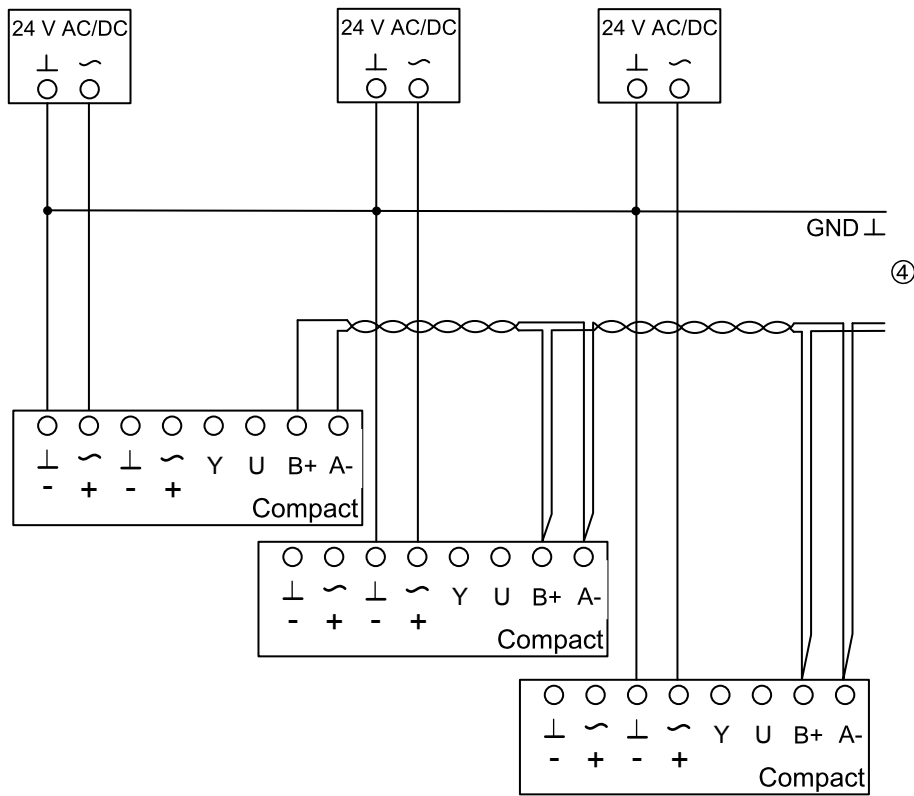 24 V AC/DC 24 V AC/DC 24 V AC/DC
⊥ ~ ⊥ ~ ⊥ ~
GND ⊥
④
⊥ ~ ⊥ ~ Y U B+ A-
- + - +
Compact
⊥ ~ ⊥ ~ Y U B+ A-
- + - +
Compact
⊥ ~ ⊥ ~ Y U B+ A-
- + - +
Compact